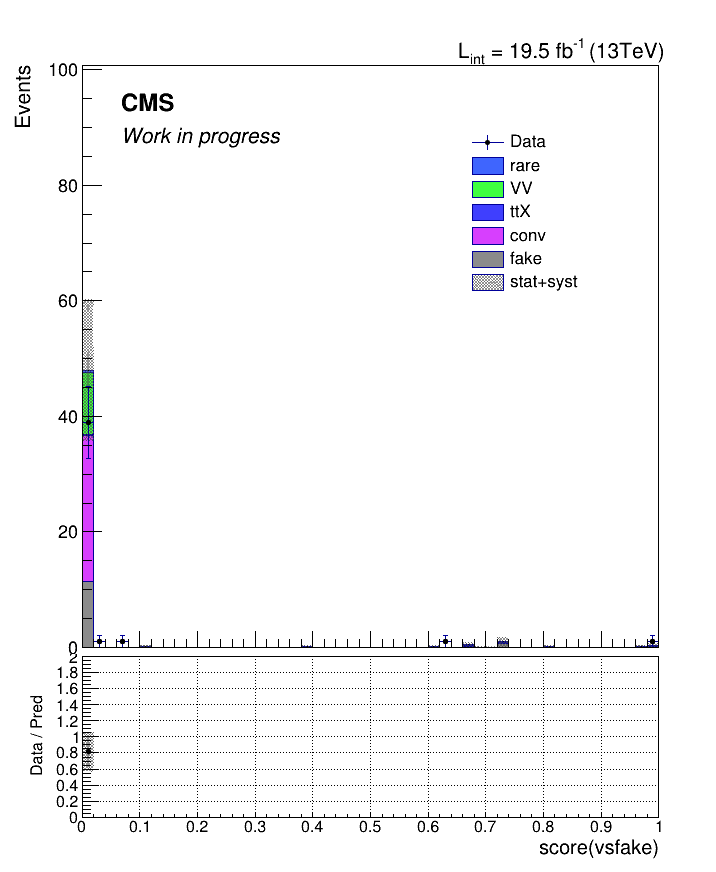 L_int = 19.5 fb^-1 (13TeV)
Events
100
80
60
40
20
0
CMS
Work in progress
Data
rare
VV
ttX
conv
fake
stat+syst
Data / Pred
2
1.8
1.6
1.4
1.2
1
0.8
0.6
0.4
0.2
0
0 0.1 0.2 0.3 0.4 0.5 0.6 0.7 0.8 0.9 1
score(vsfake)